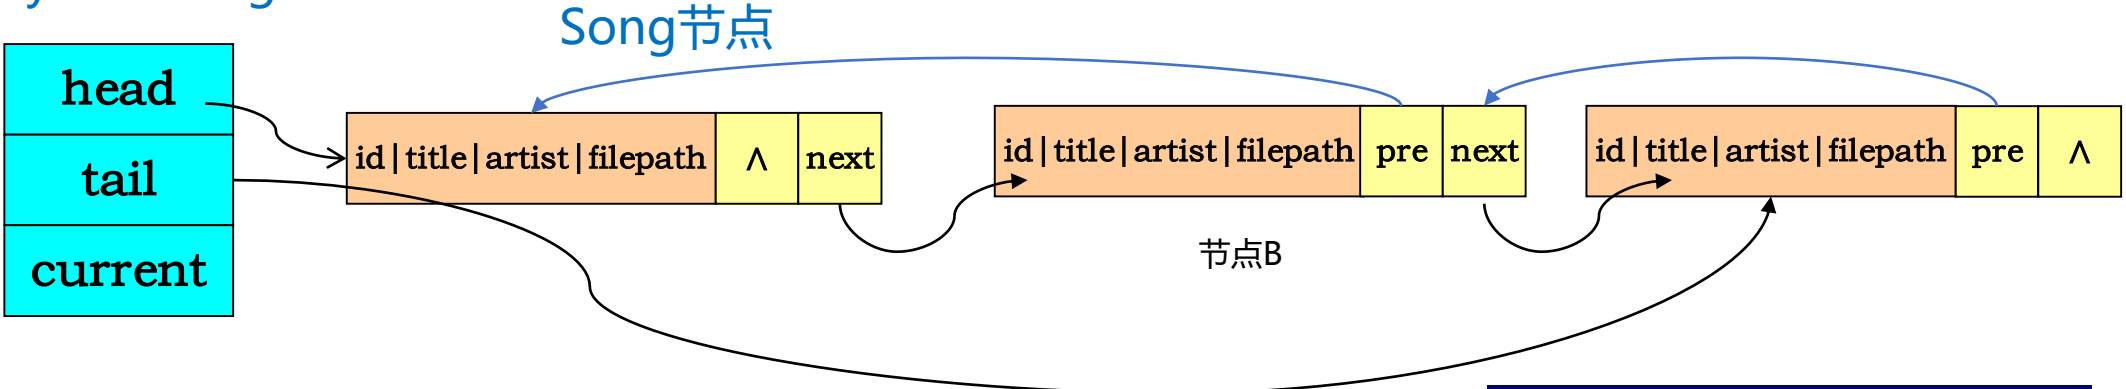 Song节点
head
tail
current
id|title|artist|filepath ∧ next
id|title|artist|filepath pre next
id|title|artist|filepath pre ∧
节点B